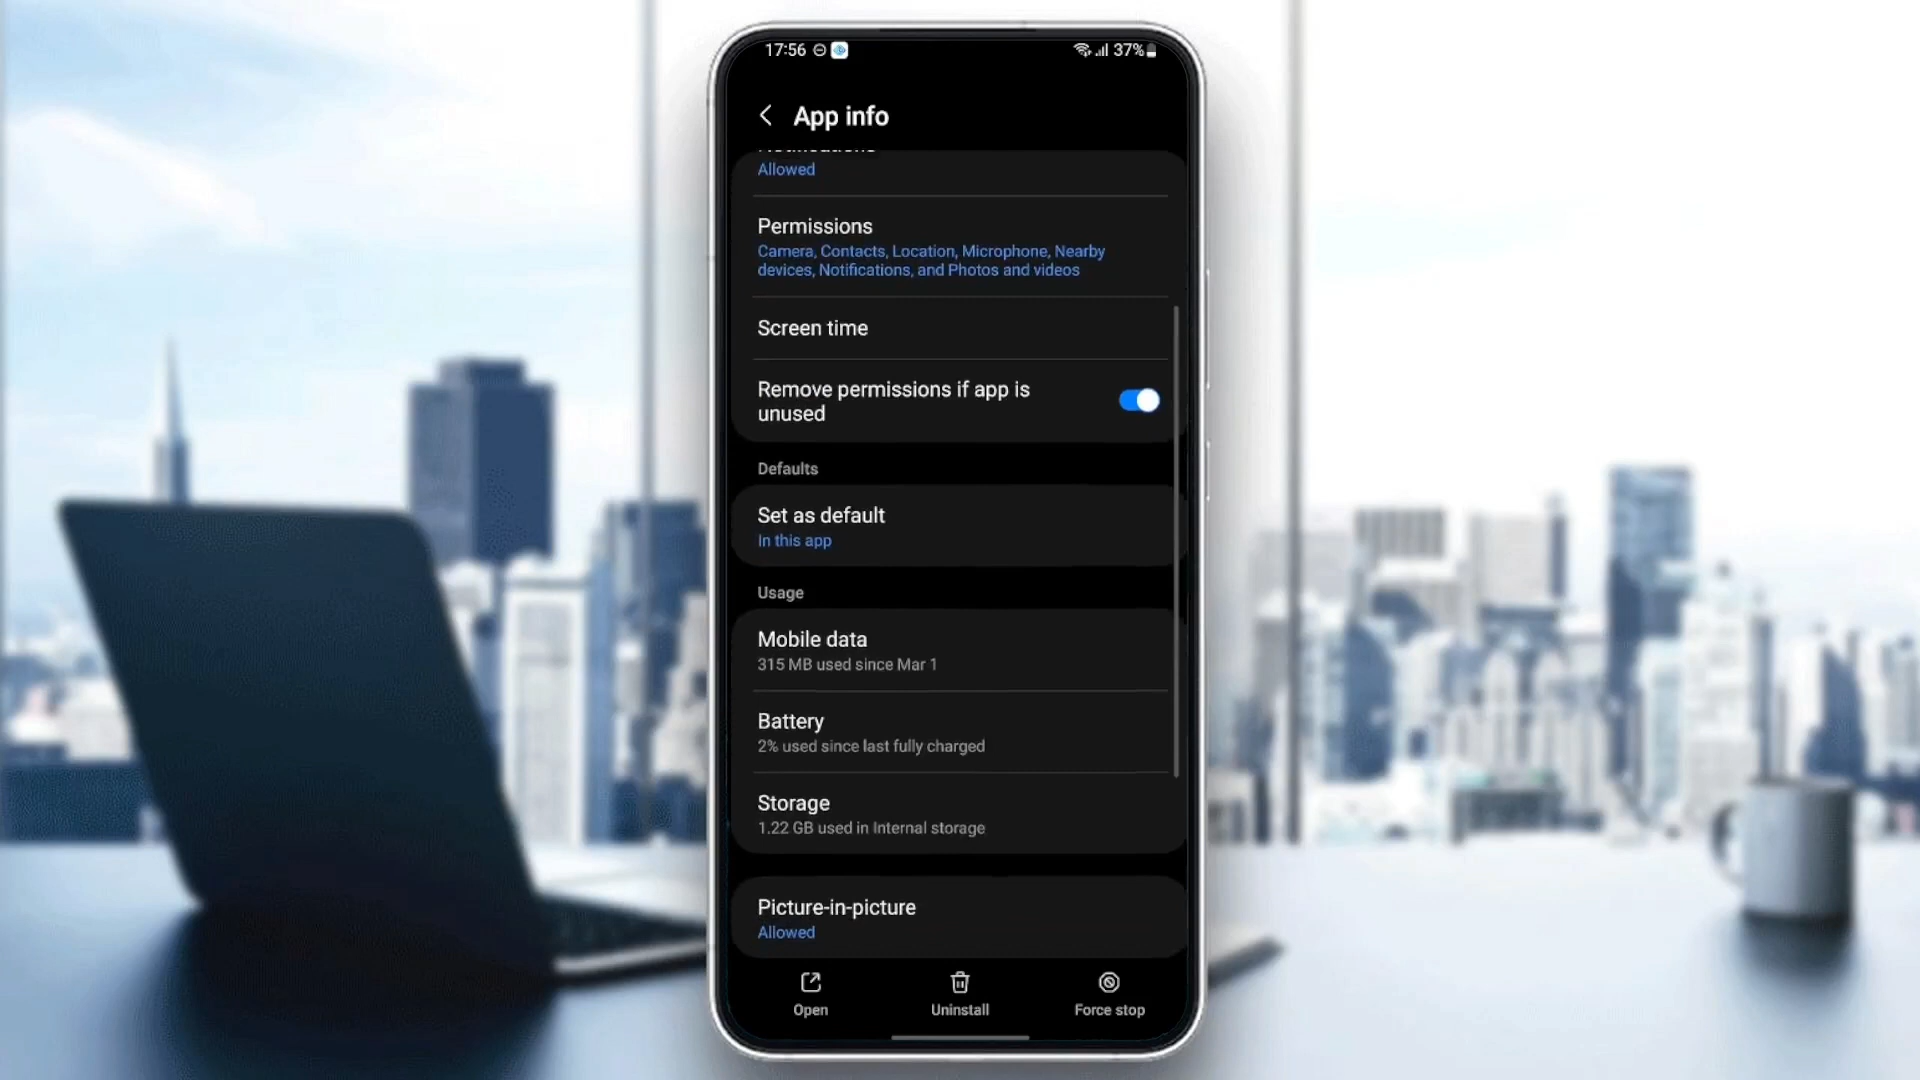 17:56
37%
App info
Allowed
Permissions
Camera, Contacts, Location, Microphone, Nearby
devices, Notifications, and Photos and videos
Screen time
Remove permissions if app is
unused
Defaults
Set as default
In this app
Usage
Mobile data
315 MB used since Mar 1
Battery
2% used since last fully charged
Storage
1.22 GB used in Internal storage
Picture-in-picture
Allowed
Open
Uninstall
Force stop